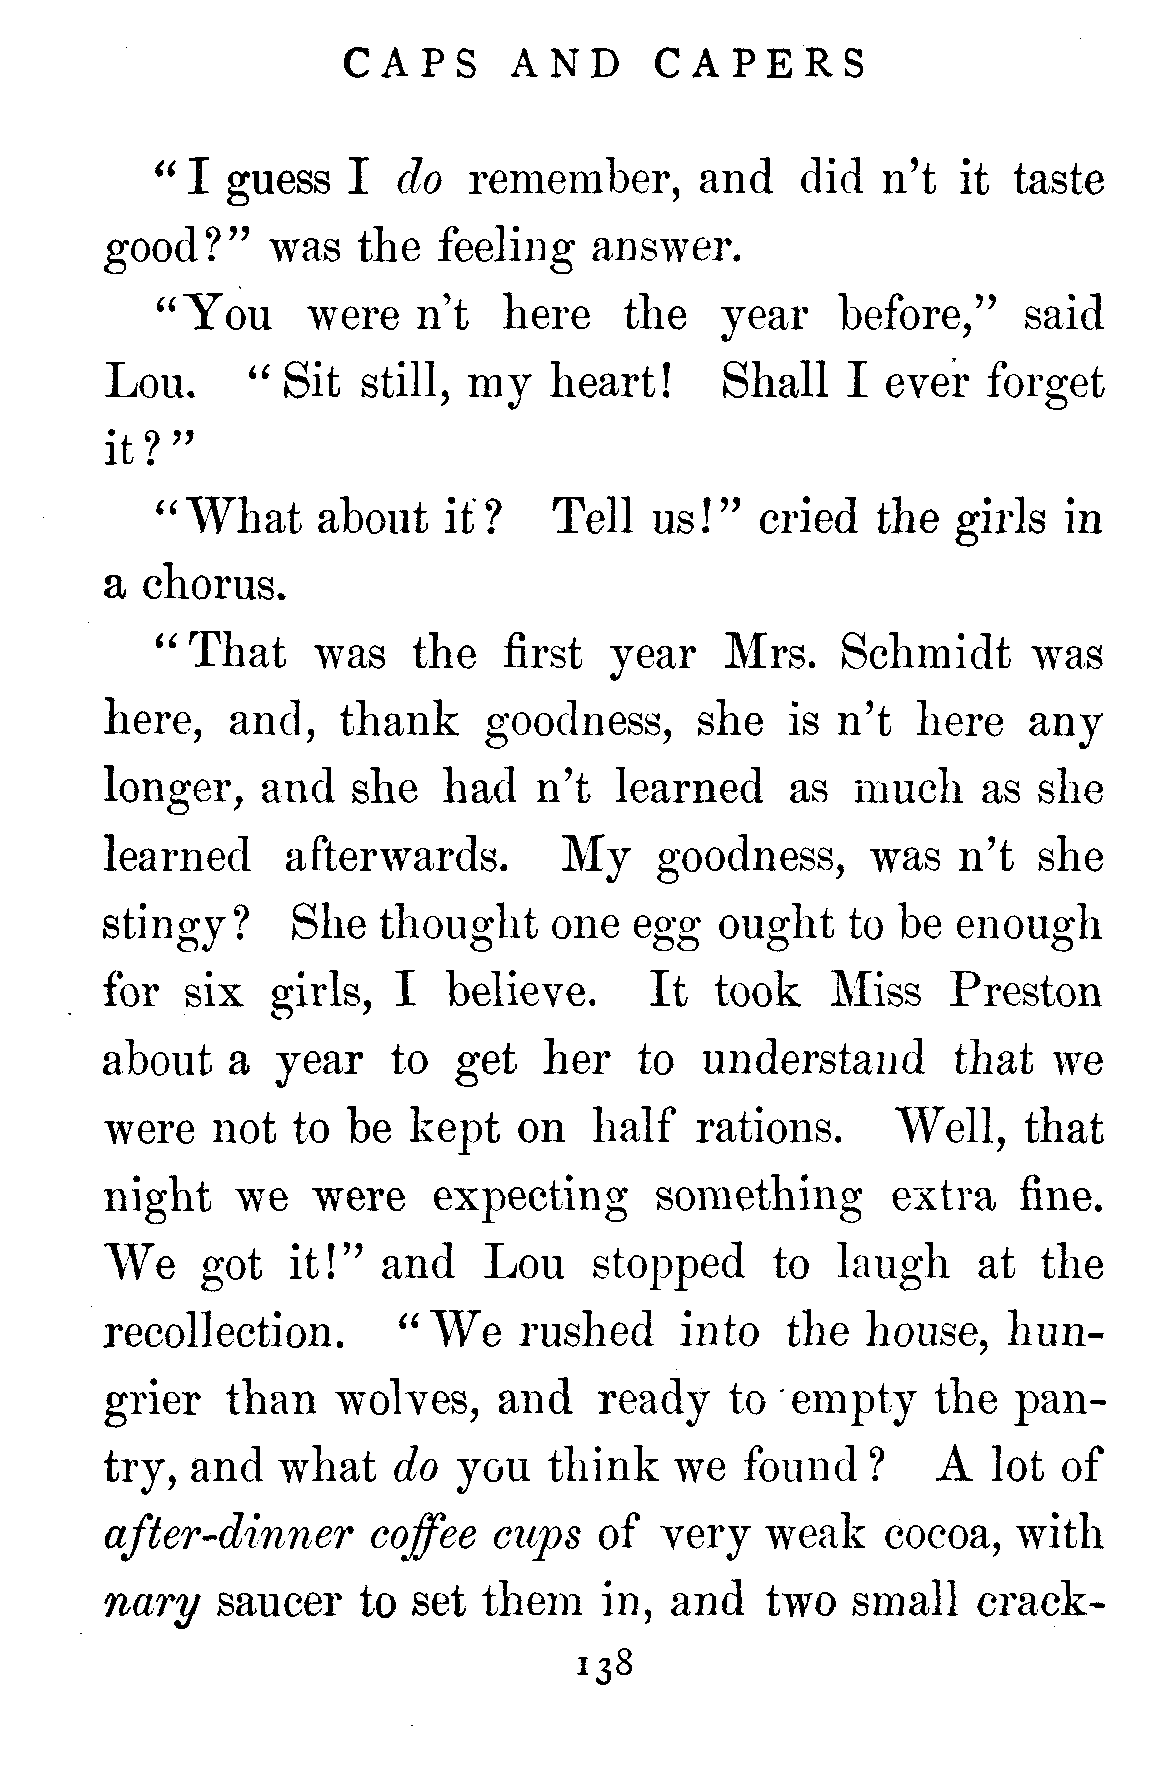 CAPS AND CAPERS
"I guess I do remember, and did n't it taste
good?" was the feeling answer.
"You were n't here the year before," said
Lou. "Sit still, my heart! Shall I ever forget
it?"
"What about it? Tell us!" cried the girls in
a chorus.
"That was the first year Mrs. Schmidt was
here, and, thank goodness, she is n't here any
longer, and she had n't learned as much as she
learned afterwards. My goodness, was n't she
stingy? She thought one egg ought to be enough
for six girls, I believe. It took Miss Preston
about a year to get her to understand that we
were not to be kept on half rations. Well, that
night we were expecting something extra fine.
We got it!" and Lou stopped to laugh at the
recollection. "We rushed into the house, hun-
grier than wolves, and ready to empty the pan-
try, and what do you think we found? A lot of
after-dinner coffee cups of very weak cocoa, with
nary saucer to set them in, and two small crack-
138